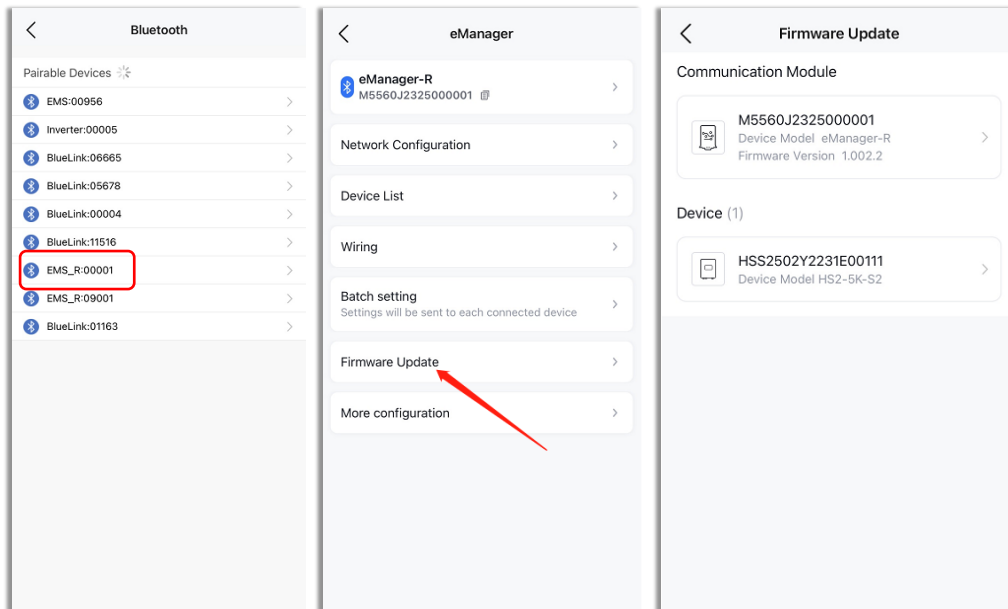 Bluetooth
Pairable Devices
EMS:00956
Inverter:00005
BlueLink:06665
BlueLink:05678
BlueLink:00004
BlueLink:11516
EMS_R:00001
EMS_R:09001
BlueLink:01163
eManager
eManager-R
M5560J2325000001
Network Configuration
Device List
Wiring
Batch setting
Settings will be sent to each connected device
Firmware Update
More configuration
Firmware Update
Communication Module
M5560J2325000001
Device Model eManager-R
Firmware Version 1.002.2
Device (1)
HSS2502Y2231E00111
Device Model HS2-5K-S2